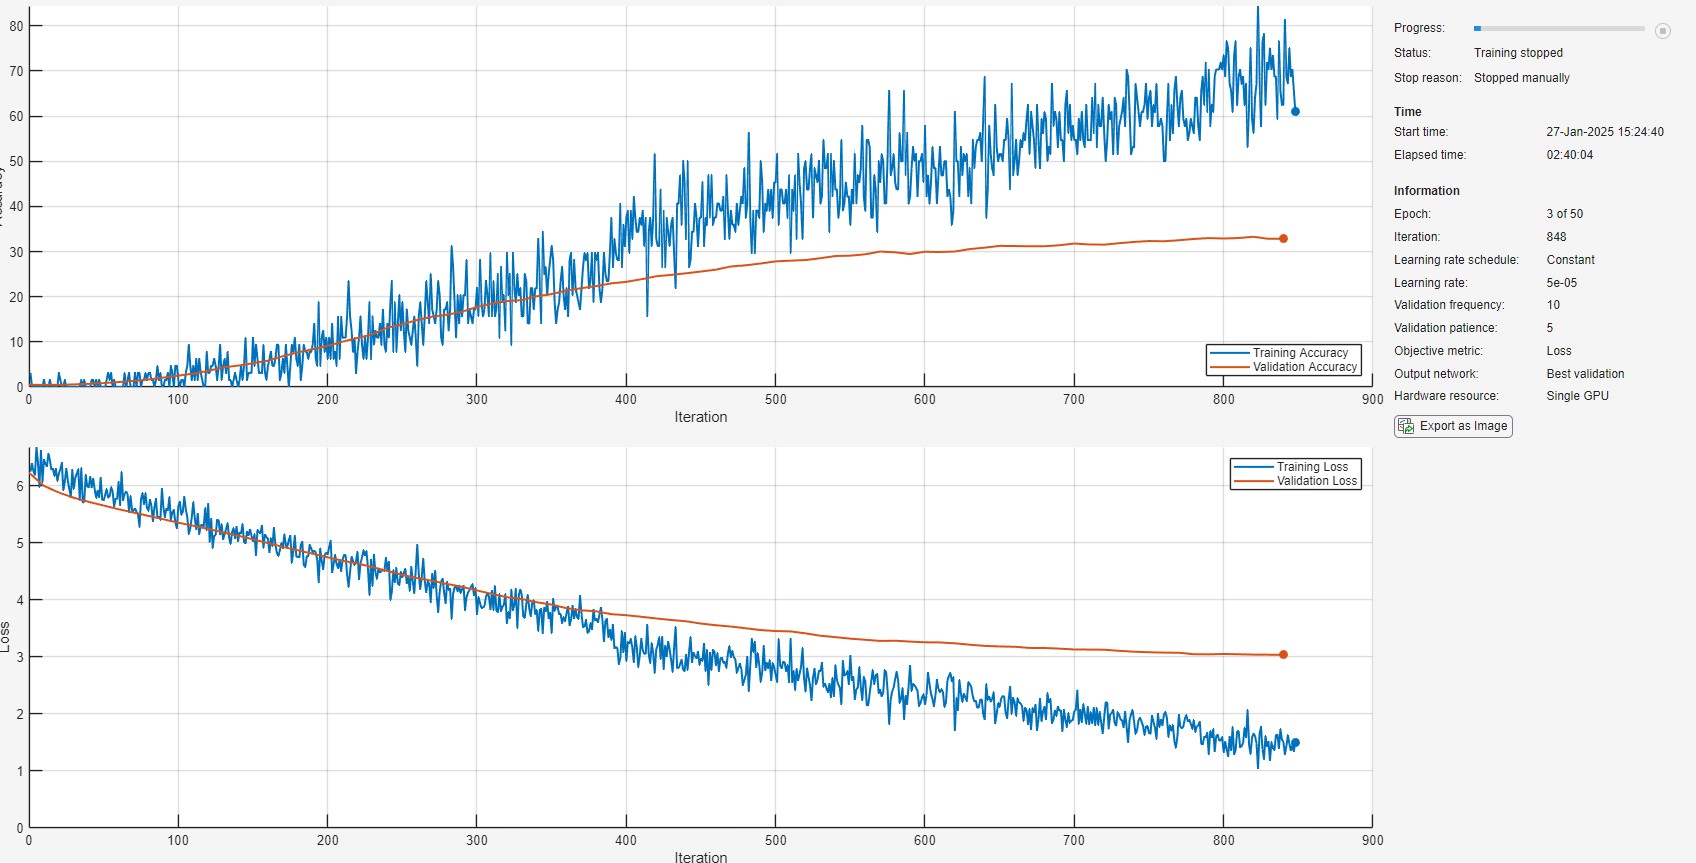 80
70
60
50
40
30
20
10
0
0 100 200 300 400 500 600 700 800 900
Iteration
Training Accuracy
Validation Accuracy
6
5
4
3
2
1
0
Loss
0 100 200 300 400 500 600 700 800 900
Iteration
Training Loss
Validation Loss
Progress:
Status: Training stopped
Stop reason: Stopped manually
Time
Start time: 27-Jan-2025 15:24:40
Elapsed time: 02:40:04
Information
Epoch: 3 of 50
Iteration: 848
Learning rate schedule: Constant
Learning rate: 5e-05
Validation frequency: 10
Validation patience: 5
Objective metric: Loss
Output network: Best validation
Hardware resource: Single GPU
Export as Image